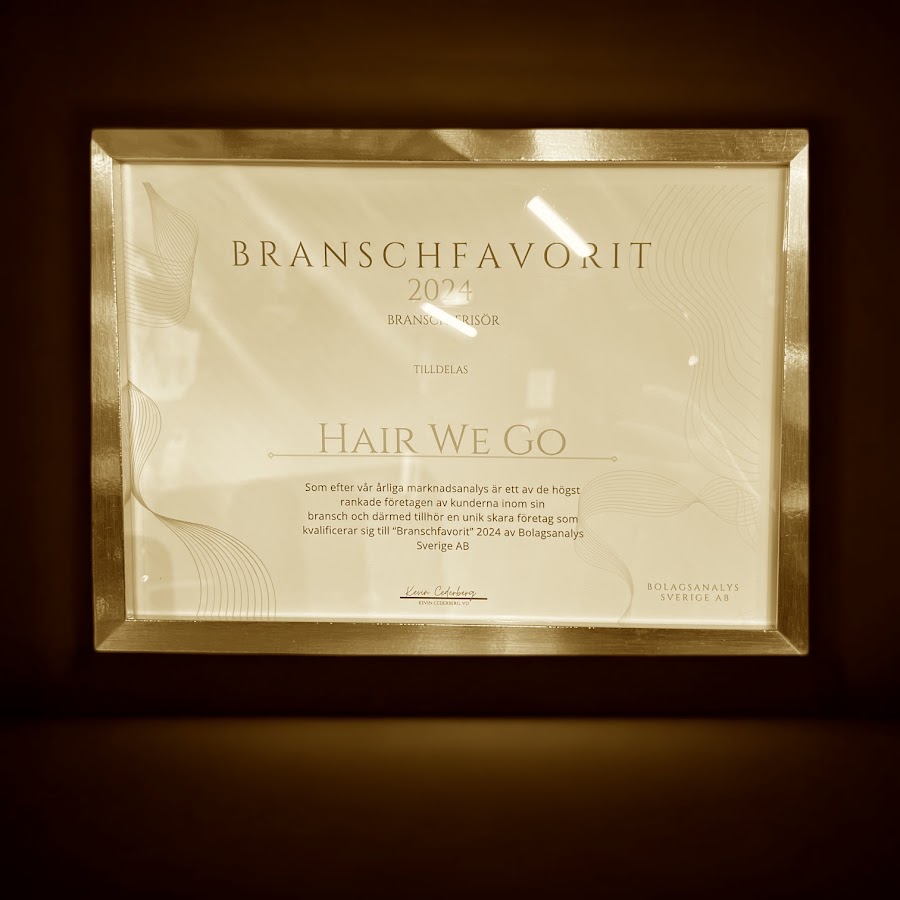 BRANSCHFAVORIT
2024
FRISÖR
TILLDELAS
HAIR WE GO
Som efter vår årliga marknadsanalys är ett av de högst
rankade företagen av kunderna inom sin
bransch och därmed tillhör en unik skara företag som
kvalificerar sig till "Branschfavorit" 2024 av Bolagsanalys
Sverige AB
Kevin Cederberg
KEVIN CEDERBERG, VD
BOLAGSANALYS
SVERIGE AB